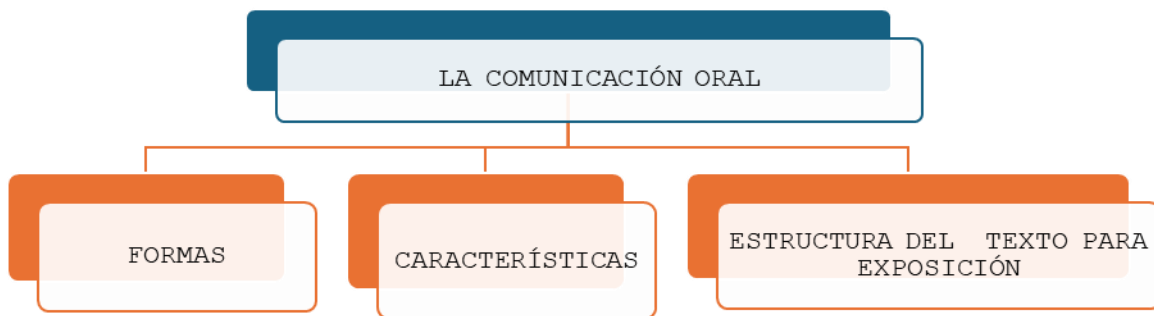 LA COMUNICACIÓN ORAL
FORMAS
CARACTERÍSTICAS
ESTRUCTURA DEL TEXTO PARA
EXPOSICIÓN